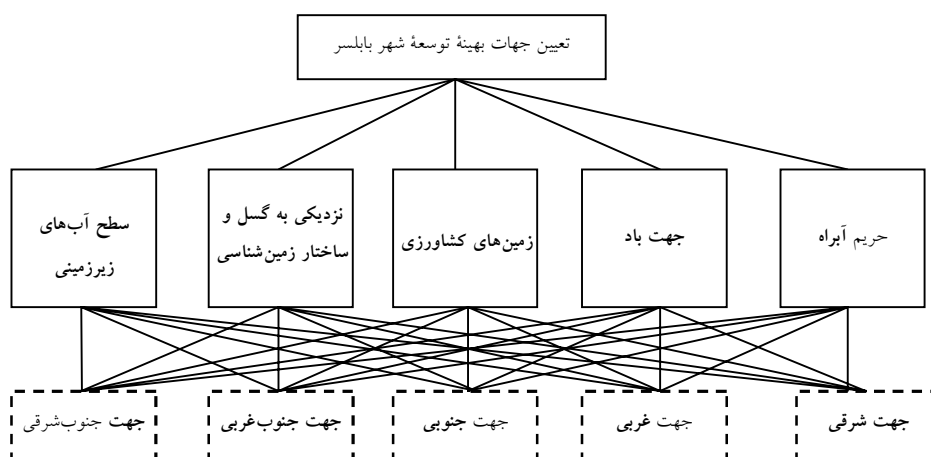 تعیین جهات بهینهٔ توسعهٔ شهر بابلسر
حریم آبراه
جهت باد
زمین‌های کشاورزی
نزدیکی به گسل و
ساختار زمین‌شناسی
سطح آب‌های
زیرزمینی
جهت شرقی
جهت غربی
جهت جنوبی
جهت جنوب‌غربی
جهت جنوب‌شرقی